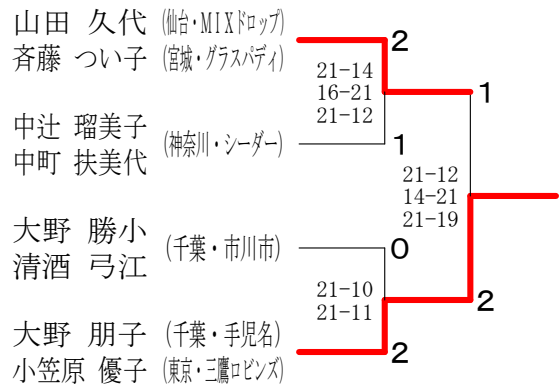 山田 久代 (仙台・MIXドロップ)
斉藤 つい子 (宮城・グラスパディ)
2
21-14
16-21
21-12
1
中辻 瑠美子
中町 扶美代
(神奈川・シーダー)
1
21-12
14-21
21-19
大野 勝小
清酒 弓江
(千葉・市川市)
0
21-10
21-11
2
大野 朋子 (千葉・手児名)
小笠原 優子 (東京・三鷹ロビンズ)
2